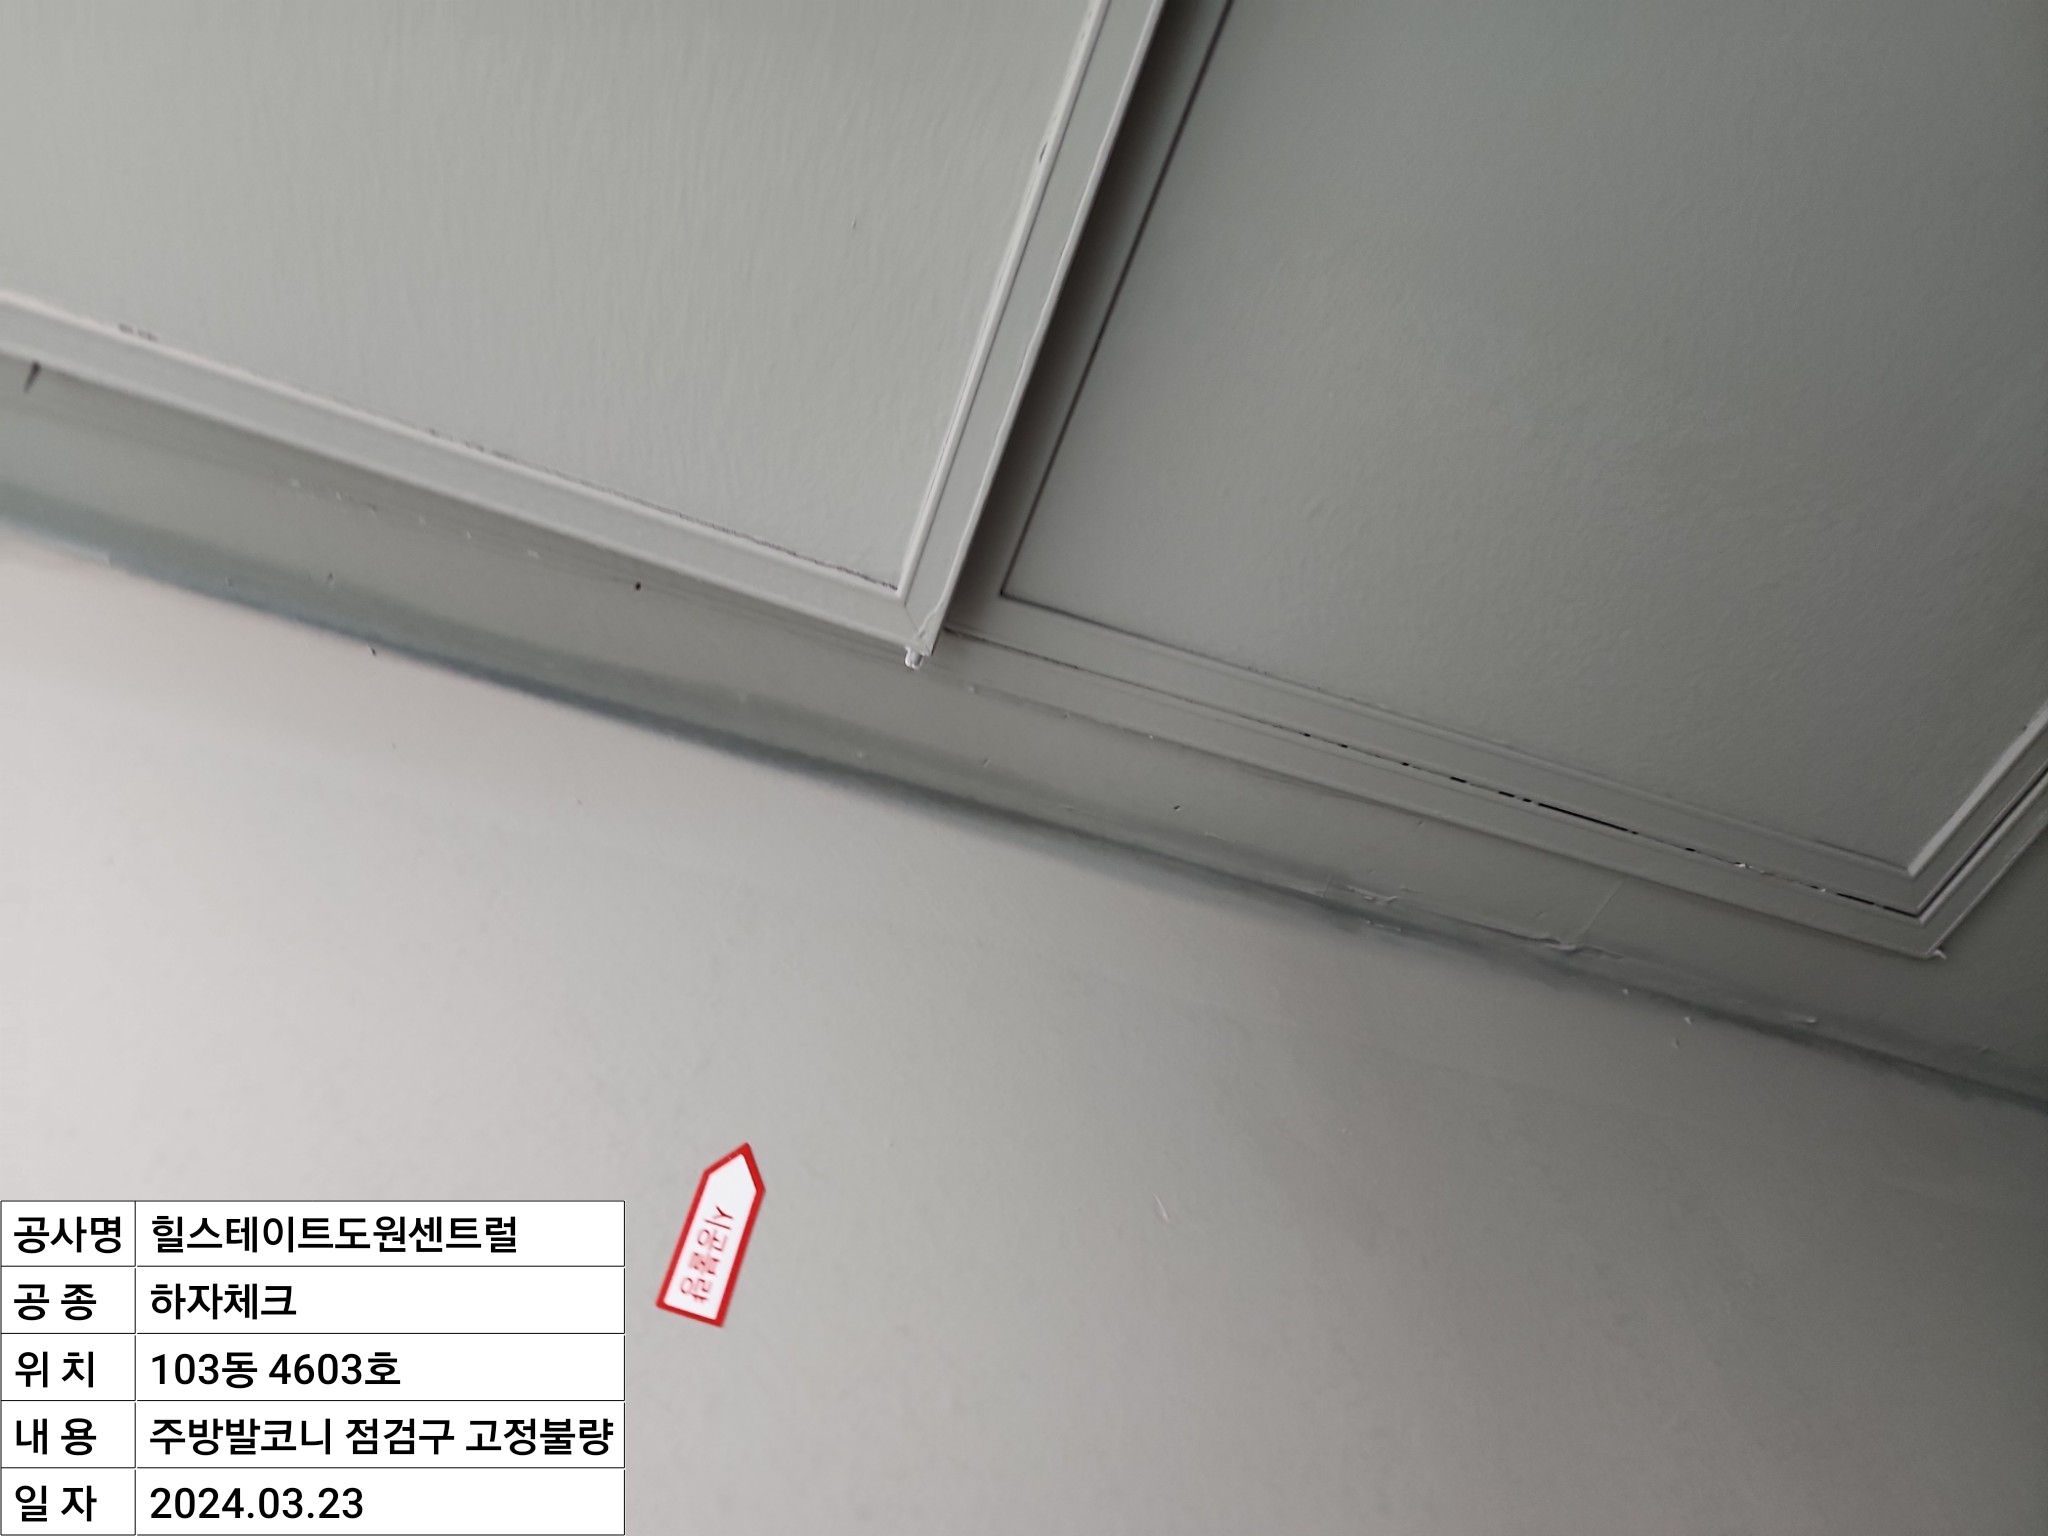 공사명 힐스테이트도원센트럴
공 종 하자체크
위 치 103동 4603호
내 용 주방발코니 점검구 고정불량
일 자 2024.03.23